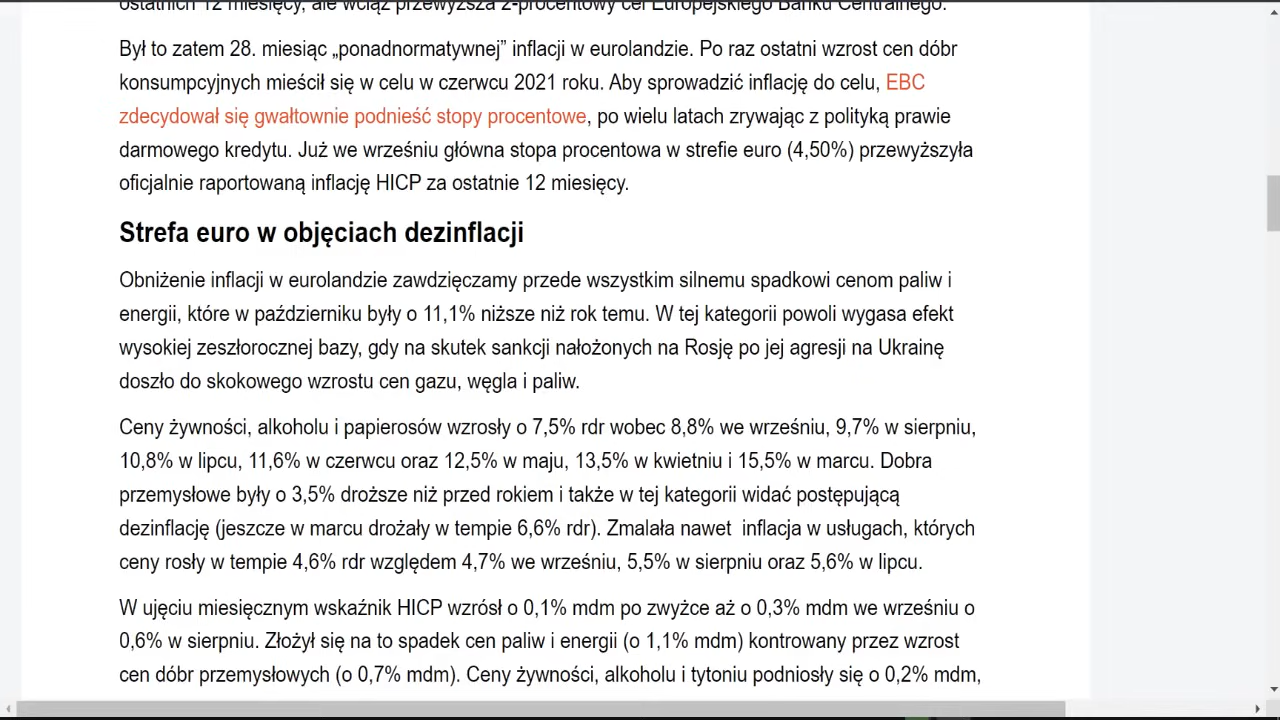 ostatnich 12 miesięcy, ale wciąż przewyższa 2-procentowy cel Europejskiego Banku Centralnego.
Był to zatem 28. miesiąc „ponadnormatywnej” inflacji w eurolandzie. Po raz ostatni wzrost cen dóbr
konsumpcyjnych mieścił się w celu w czerwcu 2021 roku. Aby sprowadzić inflację do celu, EBC
zdecydował się gwałtownie podnieść stopy procentowe, po wielu latach zrywając z polityką prawie
darmowego kredytu. Już we wrześniu główna stopa procentowa w strefie euro (4,50%) przewyższyła
oficjalnie raportowaną inflację HICP za ostatnie 12 miesięcy.
Strefa euro w objęciach dezinflacji
Obniżenie inflacji w eurolandzie zawdzięczamy przede wszystkim silnemu spadkowi cenom paliw i
energii, które w październiku były o 11,1% niższe niż rok temu. W tej kategorii powoli wygasa efekt
wysokiej zeszłorocznej bazy, gdy na skutek sankcji nałożonych na Rosję po jej agresji na Ukrainę
doszło do skokowego wzrostu cen gazu, węgla i paliw.
Ceny żywności, alkoholu i papierosów wzrosły o 7,5% rdr wobec 8,8% we wrześniu, 9,7% w sierpniu,
10,8% w lipcu, 11,6% w czerwcu oraz 12,5% w maju, 13,5% w kwietniu i 15,5% w marcu. Dobra
przemysłowe były o 3,5% droższe niż przed rokiem i także w tej kategorii widać postępującą
dezinflację (jeszcze w marcu drożały w tempie 6,6% rdr). Zmalała nawet  inflacja w usługach, których
ceny rosły w tempie 4,6% rdr względem 4,7% we wrześniu, 5,5% w sierpniu oraz 5,6% w lipcu.
W ujęciu miesięcznym wskaźnik HICP wzrósł o 0,1% mdm po zwyżce aż o 0,3% mdm we wrześniu o
0,6% w sierpniu. Złożył się na to spadek cen paliw i energii (o 1,1% mdm) kontrowany przez wzrost
cen dóbr przemysłowych (o 0,7% mdm). Ceny żywności, alkoholu i tytoniu podniosły się o 0,2% mdm,